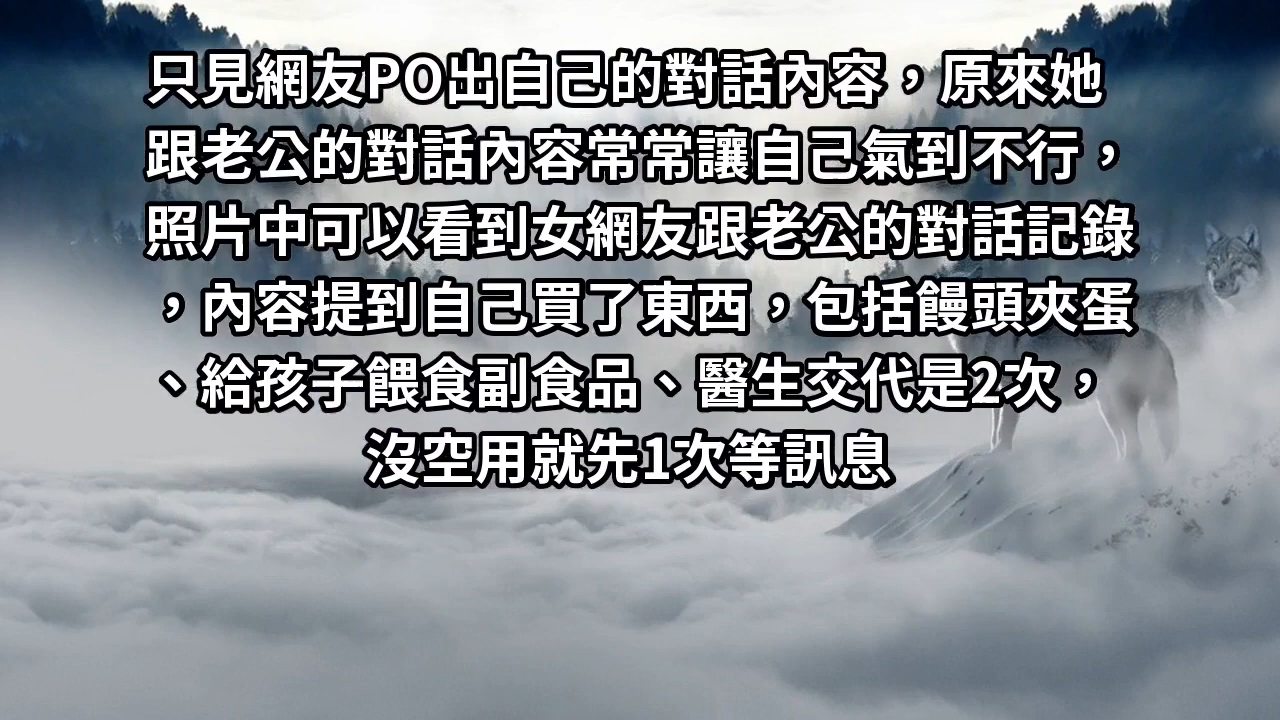 只見網友PO出自己的對話內容，原來她
跟老公的對話內容常常讓自己氣到不行，
照片中可以看到女網友跟老公的對話記錄
，內容提到自己買了東西，包括饅頭夾蛋
、給孩子餵食副食品、醫生交代是2次，
沒空用就先1次等訊息